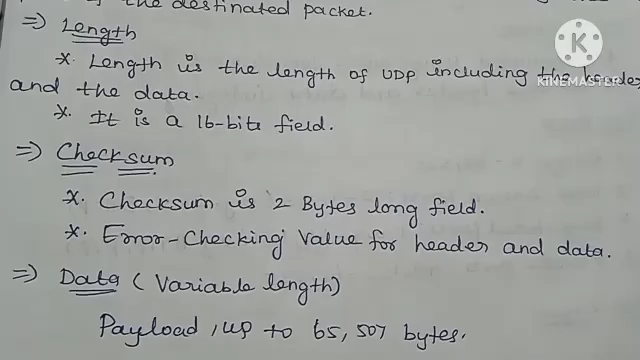 the destinated packet.
=> Length
*. Length is the length of UDP including the header
and the data.
*. It is a 16-bits field.
=> Checksum
*. Checksum is 2 Bytes long field.
*. Error-Checking Value for header and data.
=> Data (Variable length)
Payload, up to 65,507 bytes.
KINEMASTER